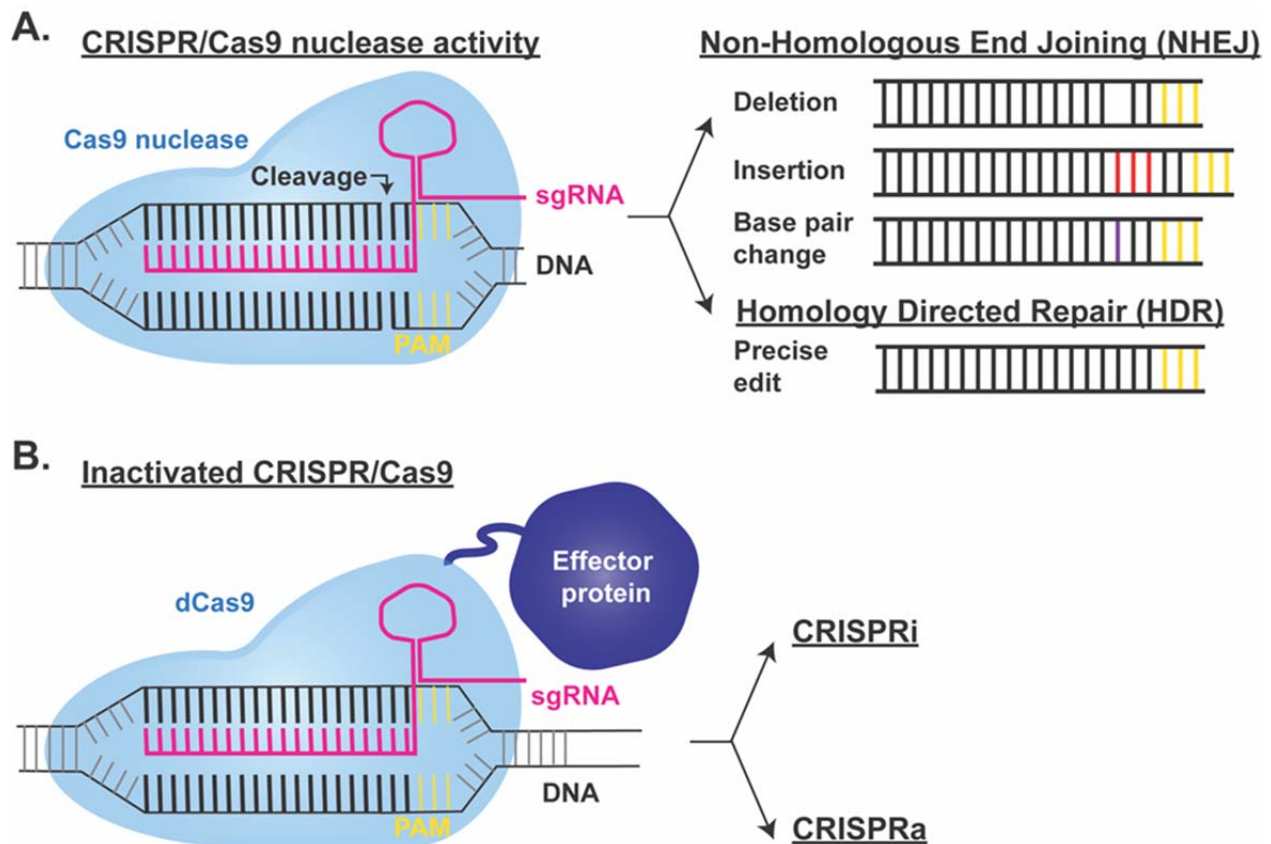 A.
CRISPR/Cas9 nuclease activity
Cas9 nuclease
Cleavage
sgRNA
DNA
PAM
Non-Homologous End Joining (NHEJ)
Deletion
Insertion
Base pair
change
Homology Directed Repair (HDR)
Precise
edit
B.
Inactivated CRISPR/Cas9
dCas9
Effector
protein
sgRNA
DNA
PAM
CRISPRi
CRISPRa